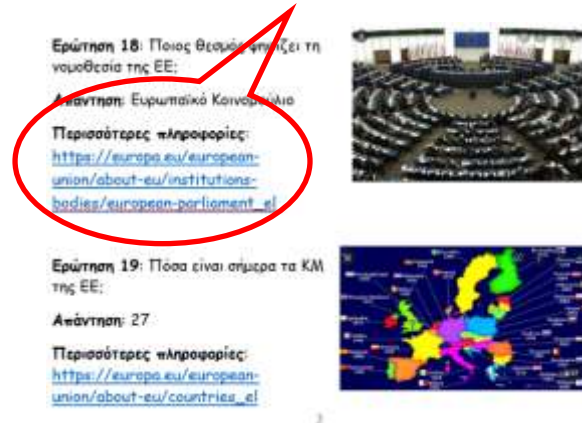 Ερώτηση 18: Ποιος θεσμός ψηφίζει τη
νομοθεσία της ΕΕ;
Απάντηση: Ευρωπαϊκό Κοινοβούλιο
Περισσότερες πληροφορίες:
https://europa.eu/european-
union/about-eu/institutions-
bodies/european-parliament_el
Ερώτηση 19: Πόσα είναι σήμερα τα ΚΜ
της ΕΕ;
Απάντηση: 27
Περισσότερες πληροφορίες:
https://europa.eu/european-
union/about-eu/countries_el